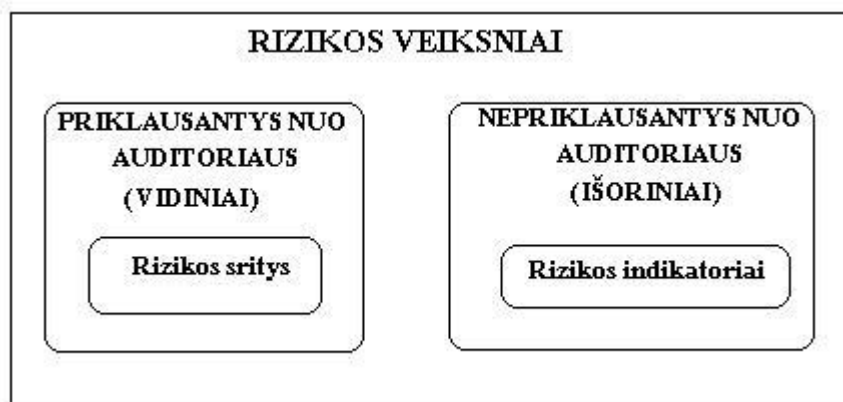 RIZIKOS VEIKSNIAI
PRIKLAUSANTYS NUO
AUDITORIAUS
(VIDINIAI)
Rizikos sritys
NEPRIKLAUSANTYS NUO
AUDITORIAUS
(IŠORINIAI)
Rizikos indikatoriai